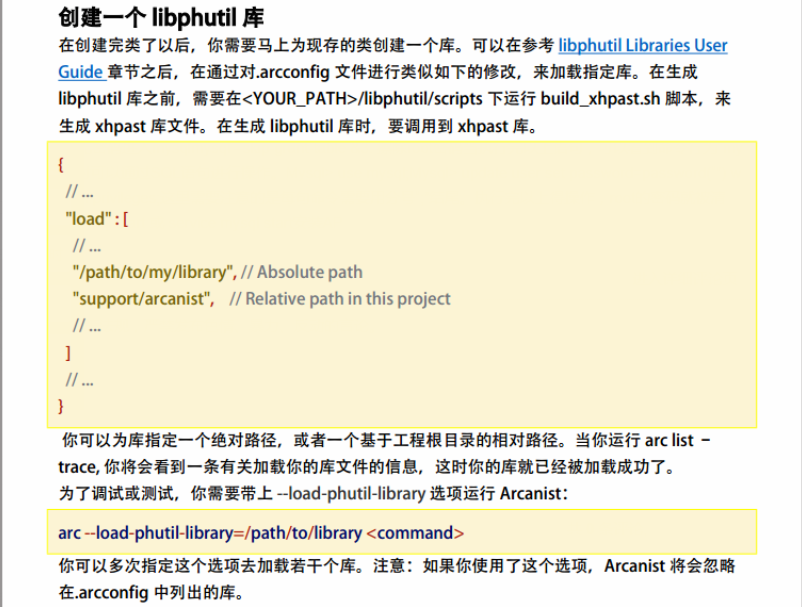 创建一个 libphutil 库
在创建完类了以后，你需要马上为现存的类创建一个库。可以在参考 libphutil Libraries User
Guide 章节之后，在通过对.arcconfig 文件进行类似如下的修改，来加载指定库。在生成
libphutil 库之前，需要在<YOUR_PATH>/libphutil/scripts 下运行 build_xhpast.sh 脚本，来
生成 xhpast 库文件。在生成 libphutil 库时，要调用到 xhpast 库。
{
// ...
"load" : [
// ...
"/path/to/my/library", // Absolute path
"support/arcanist", // Relative path in this project
// ...
]
// ...
}
你可以为库指定一个绝对路径，或者一个基于工程根目录的相对路径。当你运行 arc list –
trace, 你将会看到一条有关加载你的库文件的信息，这时你的库就已经被加载成功了。
为了调试或测试，你需要带上 --load-phutil-library 选项运行 Arcanist：
arc --load-phutil-library=/path/to/library <command>
你可以多次指定这个选项去加载若干个库。注意：如果你使用了这个选项，Arcanist 将会忽略
在.arcconfig 中列出的库。